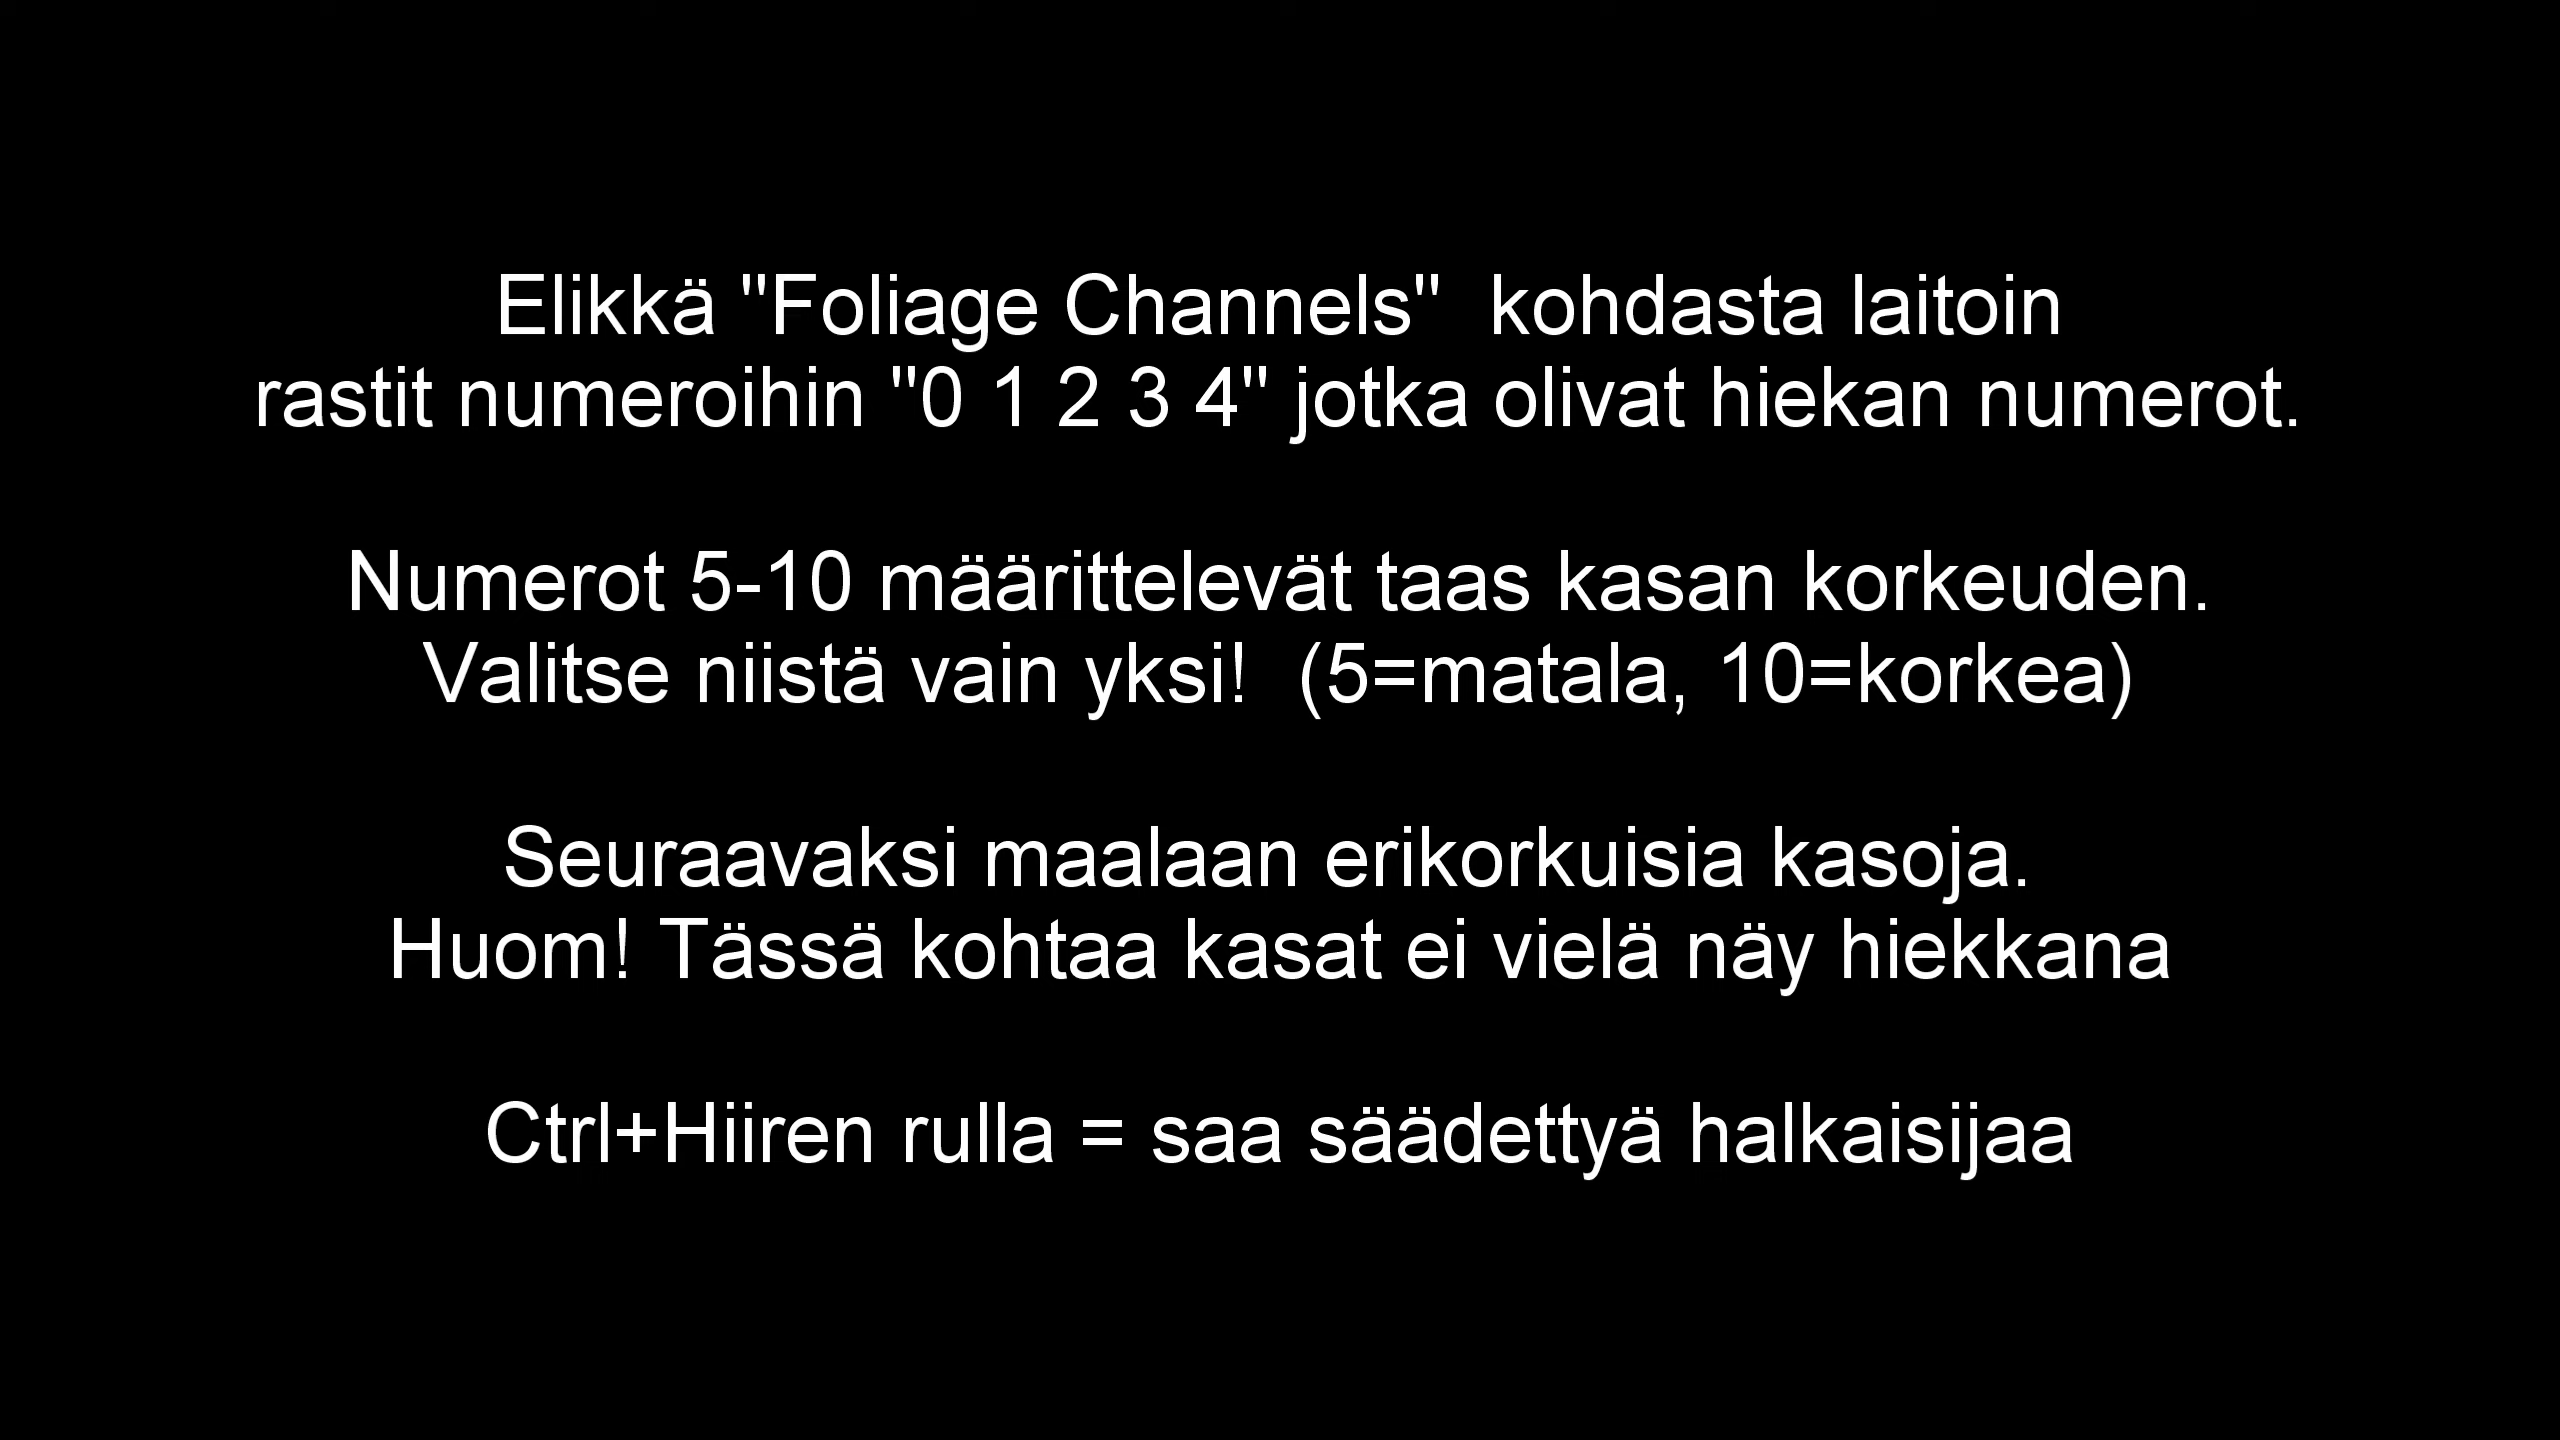 Elikkä "Foliage Channels"  kohdasta laitoin
rastit numeroihin "0 1 2 3 4" jotka olivat hiekan numerot.
Numerot 5-10 määrittelevät taas kasan korkeuden.
Valitse niistä vain yksi!  (5=matala, 10=korkea)
Seuraavaksi maalaan erikorkuisia kasoja.
Huom! Tässä kohtaa kasat ei vielä näy hiekkana
Ctrl+Hiiren rulla = saa säädettyä halkaisijaa